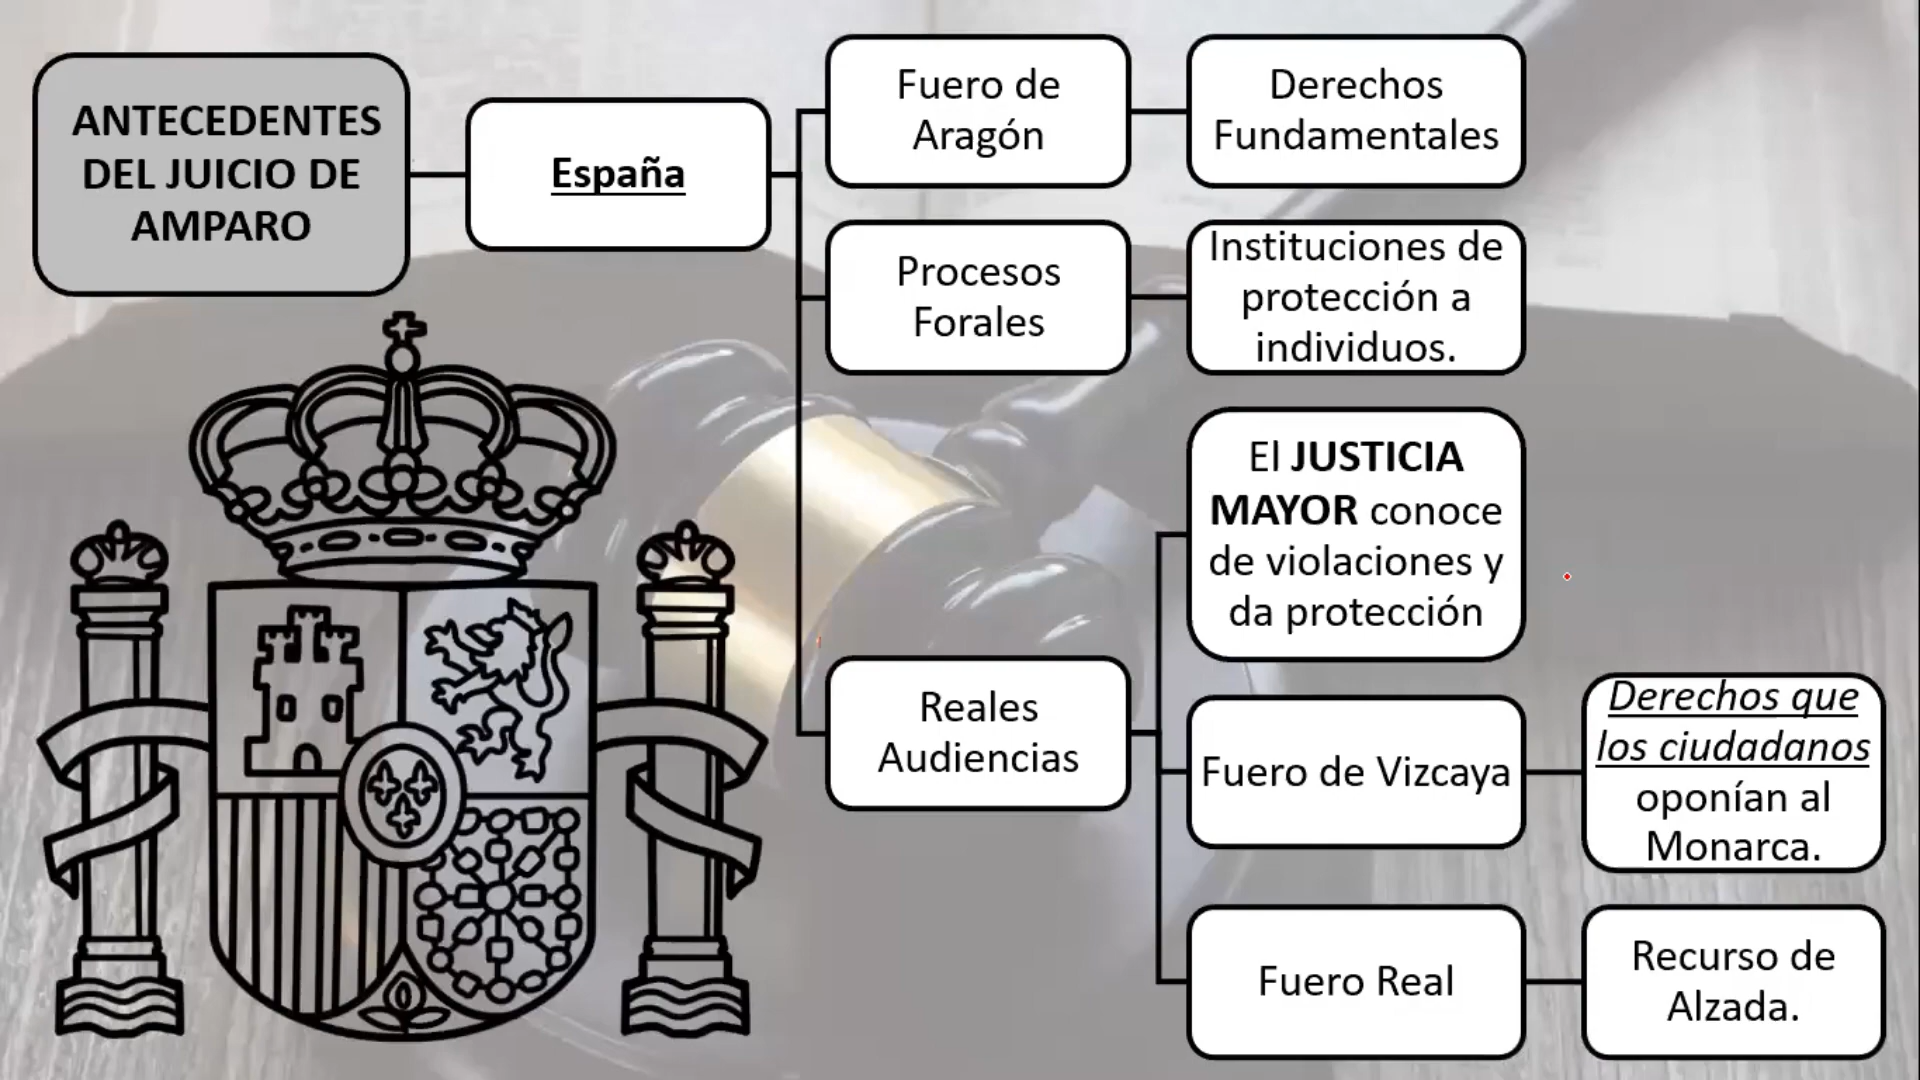 ANTECEDENTES
DEL JUICIO DE
AMPARO
España
Fuero de
Aragón
Derechos
Fundamentales
Procesos
Forales
Instituciones de
protección a
individuos.
Reales
Audiencias
El JUSTICIA
MAYOR conoce
de violaciones y
da protección
Fuero de Vizcaya
Derechos que
los ciudadanos
oponían al
Monarca.
Fuero Real
Recurso de
Alzada.